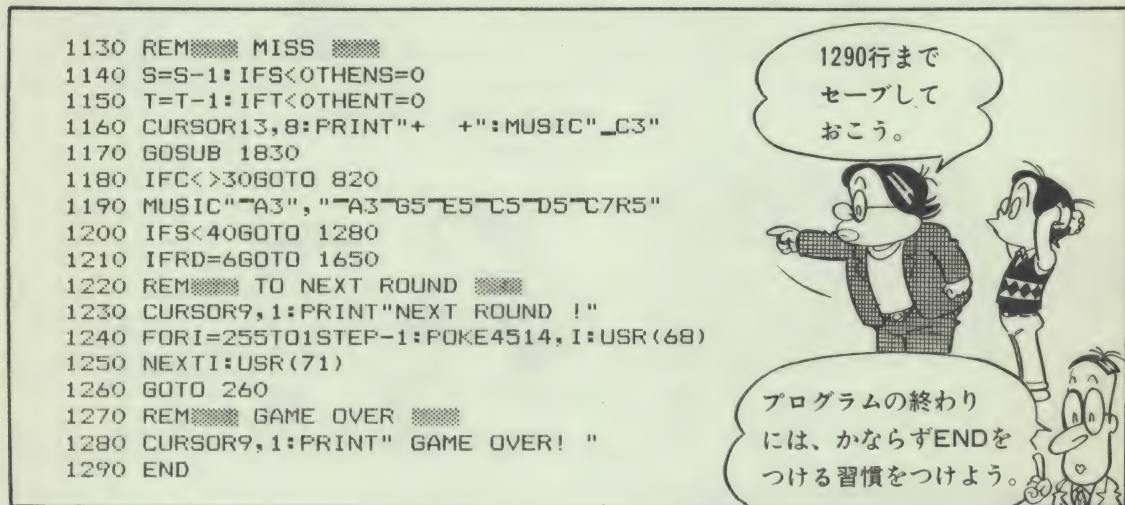 1130 REM▒▒▒▒ MISS ▒▒▒▒
1140 S=S-1:IFS<0THENS=0
1150 T=T-1:IFT<0THENT=0
1160 CURSOR13,8:PRINT"+  +":MUSIC"_C3"
1170 GOSUB 1830
1180 IFC<>30GOTO 820
1190 MUSIC"‾A3","‾A3‾G5‾E5‾C5‾D5‾C7R5"
1200 IFS<40GOTO 1280
1210 IFRD=6GOTO 1650
1220 REM▒▒▒▒ TO NEXT ROUND ▒▒▒▒
1230 CURSOR9,1:PRINT"NEXT ROUND !"
1240 FORI=255TO1STEP-1:POKE4514,I:USR(68)
1250 NEXTI:USR(71)
1260 GOTO 260
1270 REM▒▒▒▒ GAME OVER ▒▒▒▒
1280 CURSOR9,1:PRINT" GAME OVER! "
1290 END
1290行まで
セーブして
おこう。
プログラムの終わり
には、かならずENDを
つける習慣をつけよう。